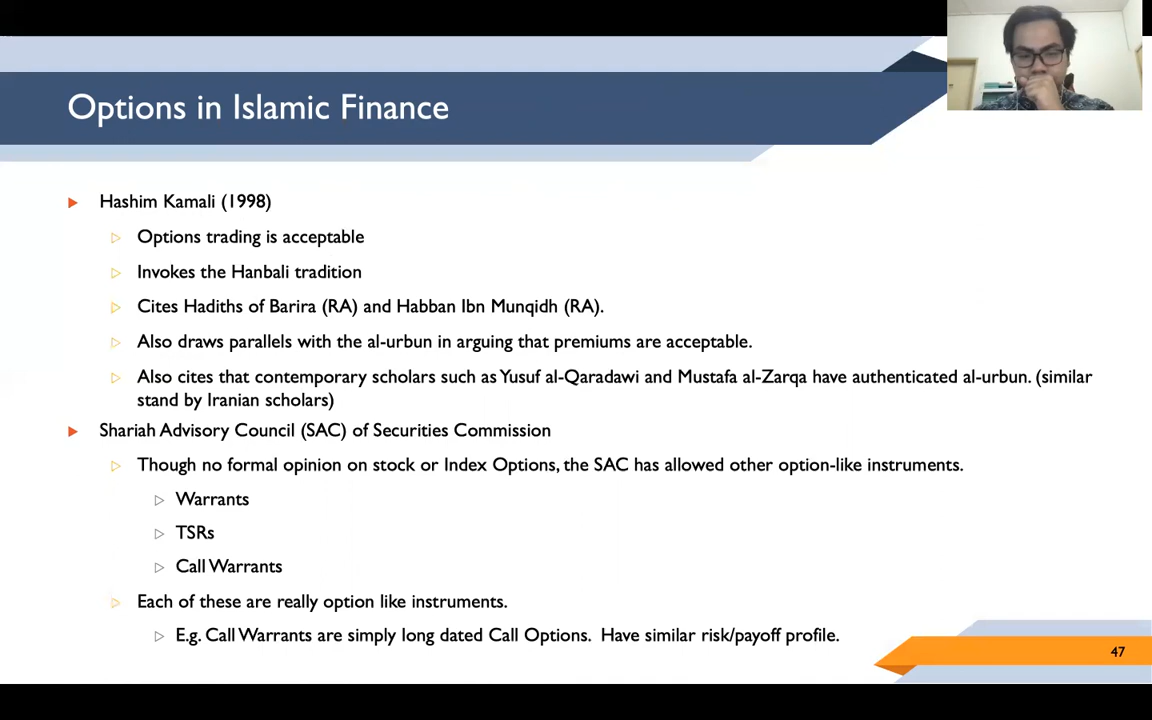 Options in Islamic Finance
Hashim Kamali (1998)
Options trading is acceptable
Invokes the Hanbali tradition
Cites Hadiths of Barira (RA) and Habban Ibn Munqidh (RA).
Also draws parallels with the al-urbun in arguing that premiums are acceptable.
Also cites that contemporary scholars such as Yusuf al-Qaradawi and Mustafa al-Zarqa have authenticated al-urbun. (similar
stand by Iranian scholars)
Shariah Advisory Council (SAC) of Securities Commission
Though no formal opinion on stock or Index Options, the SAC has allowed other option-like instruments.
Warrants
TSRs
Call Warrants
Each of these are really option like instruments.
E.g. Call Warrants are simply long dated Call Options. Have similar risk/payoff profile.
47